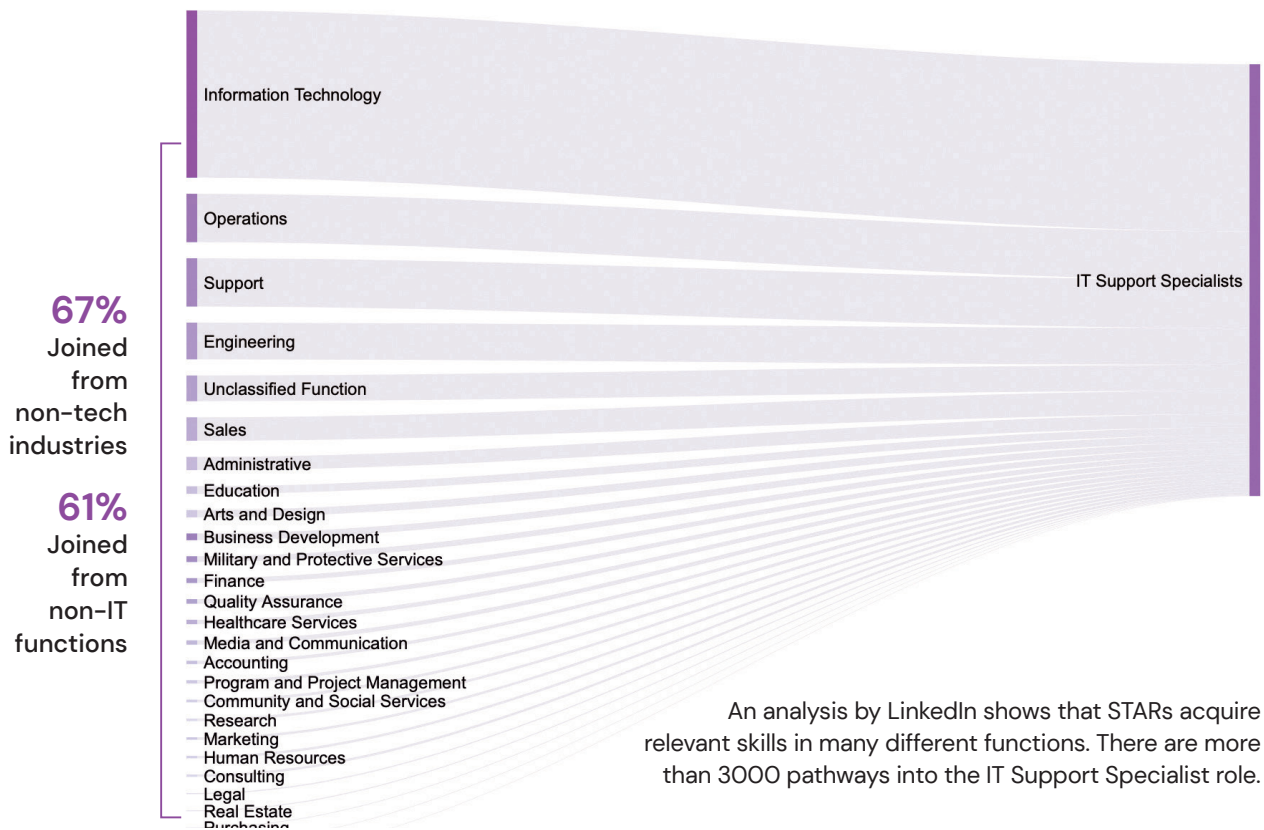 Information Technology
Operations
Support
Engineering
Unclassified Function
Sales
Administrative
Education
Arts and Design
Business Development
Military and Protective Services
Finance
Quality Assurance
Healthcare Services
Media and Communication
Accounting
Program and Project Management
Community and Social Services
Research
Marketing
Human Resources
Consulting
Legal
Real Estate
Purchasing
IT Support Specialists
67%
Joined
from
non-tech
industries
61%
Joined
from
non-IT
functions
An analysis by LinkedIn shows that STARs acquire
relevant skills in many different functions. There are more
than 3000 pathways into the IT Support Specialist role.